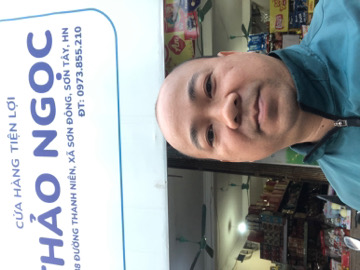 CỬA HÀNG TIỆN LỢI
THẢO NGỌC
ĐƯỜNG THANH NIÊN, XÃ SƠN ĐÔNG, SƠN TÂY, HN
ĐT: 0973.855.210